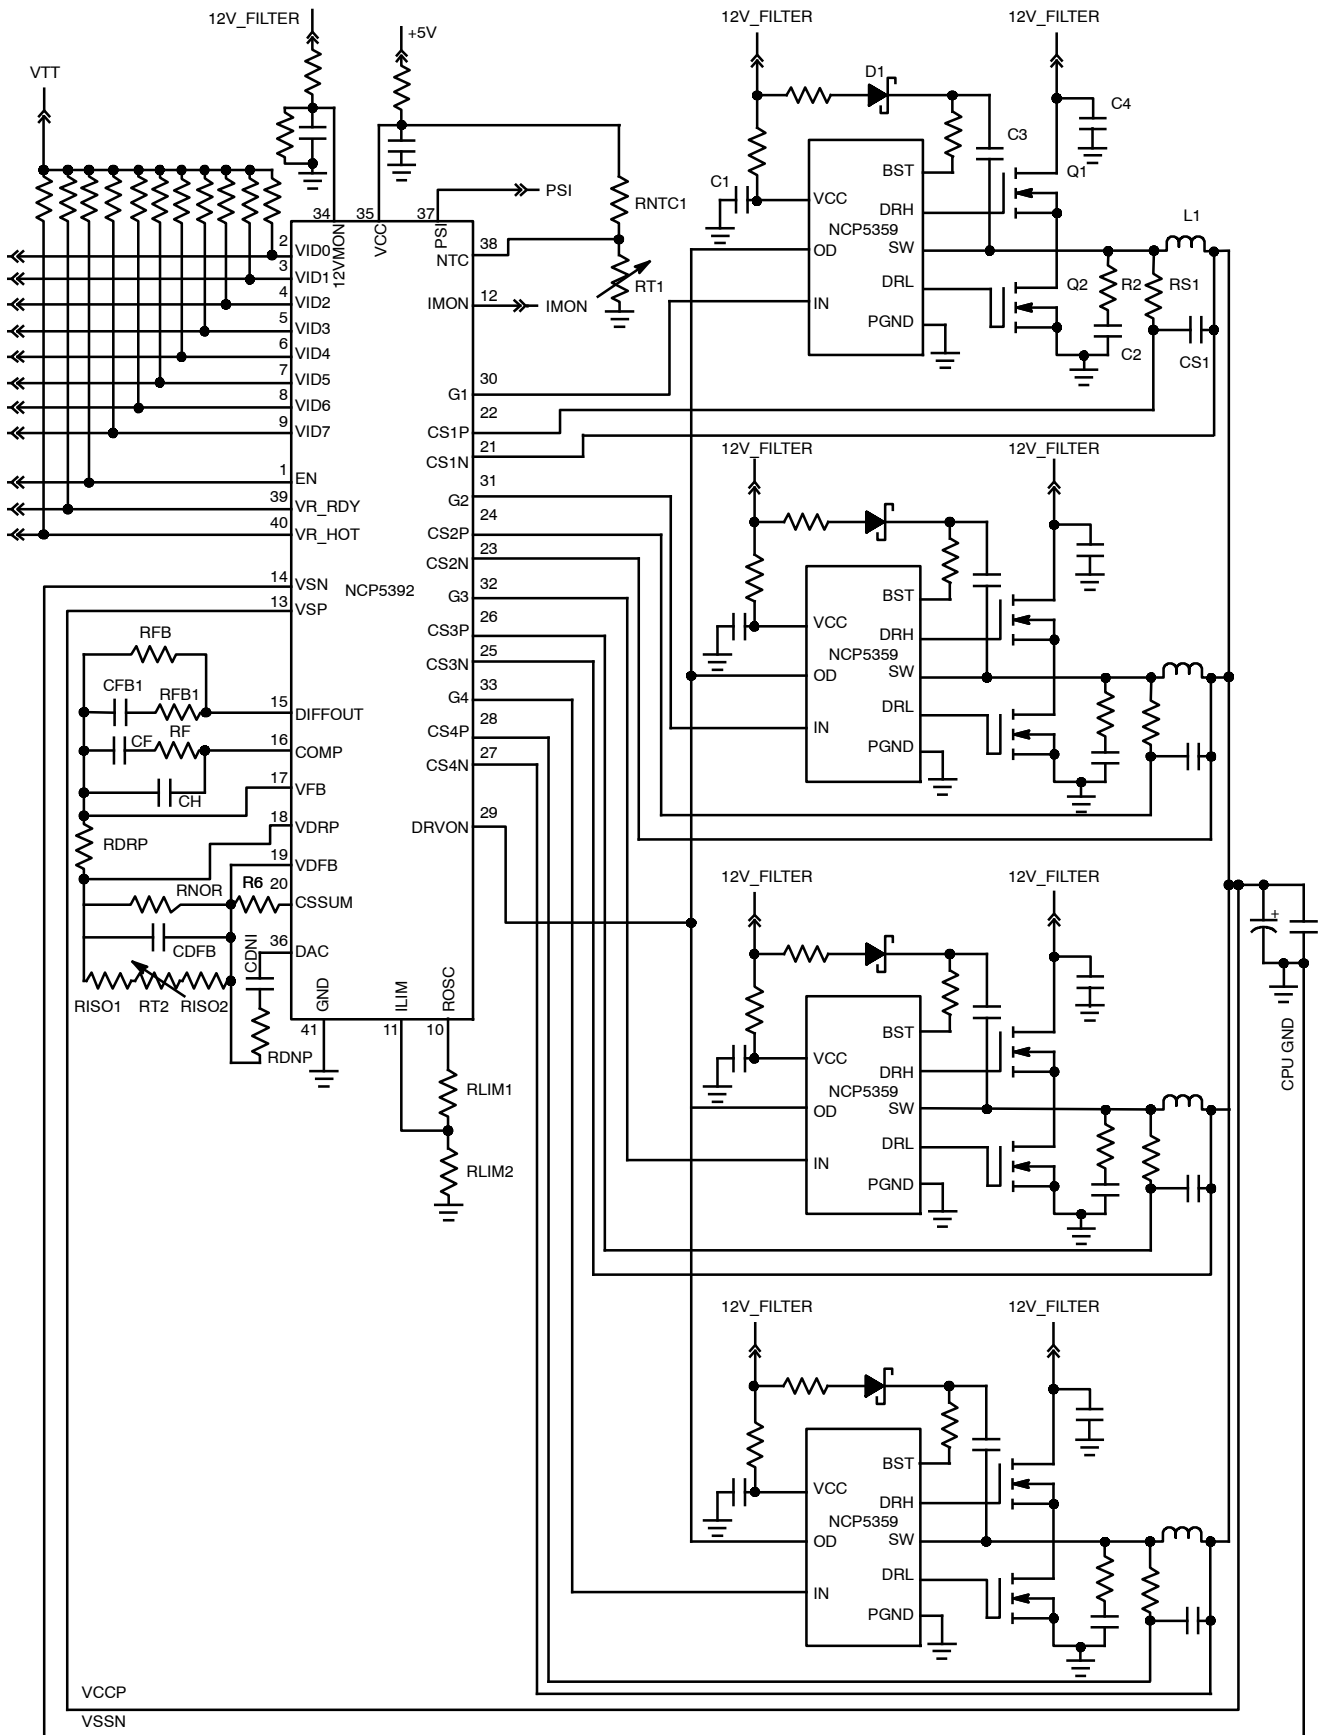 12V_FILTER
+5V
VTT
34
12VMON
35
VCC
37
PSI
PSI
38
NTC
RNTC1
RT1
12
IMON
IMON
2
VID0
3
VID1
4
VID2
5
VID3
6
VID4
7
VID5
8
VID6
9
VID7
1
EN
39
VR_RDY
40
VR_HOT
14
VSN
13
VSP
NCP5392
RFB
CFB1
RFB1
15
DIFFOUT
CF
RF
16
COMP
CH
17
VFB
18
VDRP
RDRP
19
VDFB
RNOR
R6
20
CSSUM
CDFB
CDNI
36
DAC
RISO1
RT2
RISO2
RDNP
GND
41
ILIM
11
ROSC
10
RLIM1
RLIM2
30
G1
22
CS1P
21
CS1N
31
G2
24
CS2P
23
CS2N
32
G3
26
CS3P
25
CS3N
33
G4
28
CS4P
27
CS4N
29
DRVON
12V_FILTER
12V_FILTER
D1
C4
C3
C1
BST
VCC
DRH
NCP5359
OD
SW
DRL
IN
PGND
Q1
L1
Q2
R2
RS1
C2
CS1
12V_FILTER
12V_FILTER
BST
VCC
DRH
NCP5359
OD
SW
DRL
IN
PGND
12V_FILTER
12V_FILTER
BST
VCC
DRH
NCP5359
OD
SW
DRL
IN
PGND
+
CPU GND
12V_FILTER
12V_FILTER
BST
VCC
DRH
NCP5359
OD
SW
DRL
IN
PGND
VCCP
VSSN